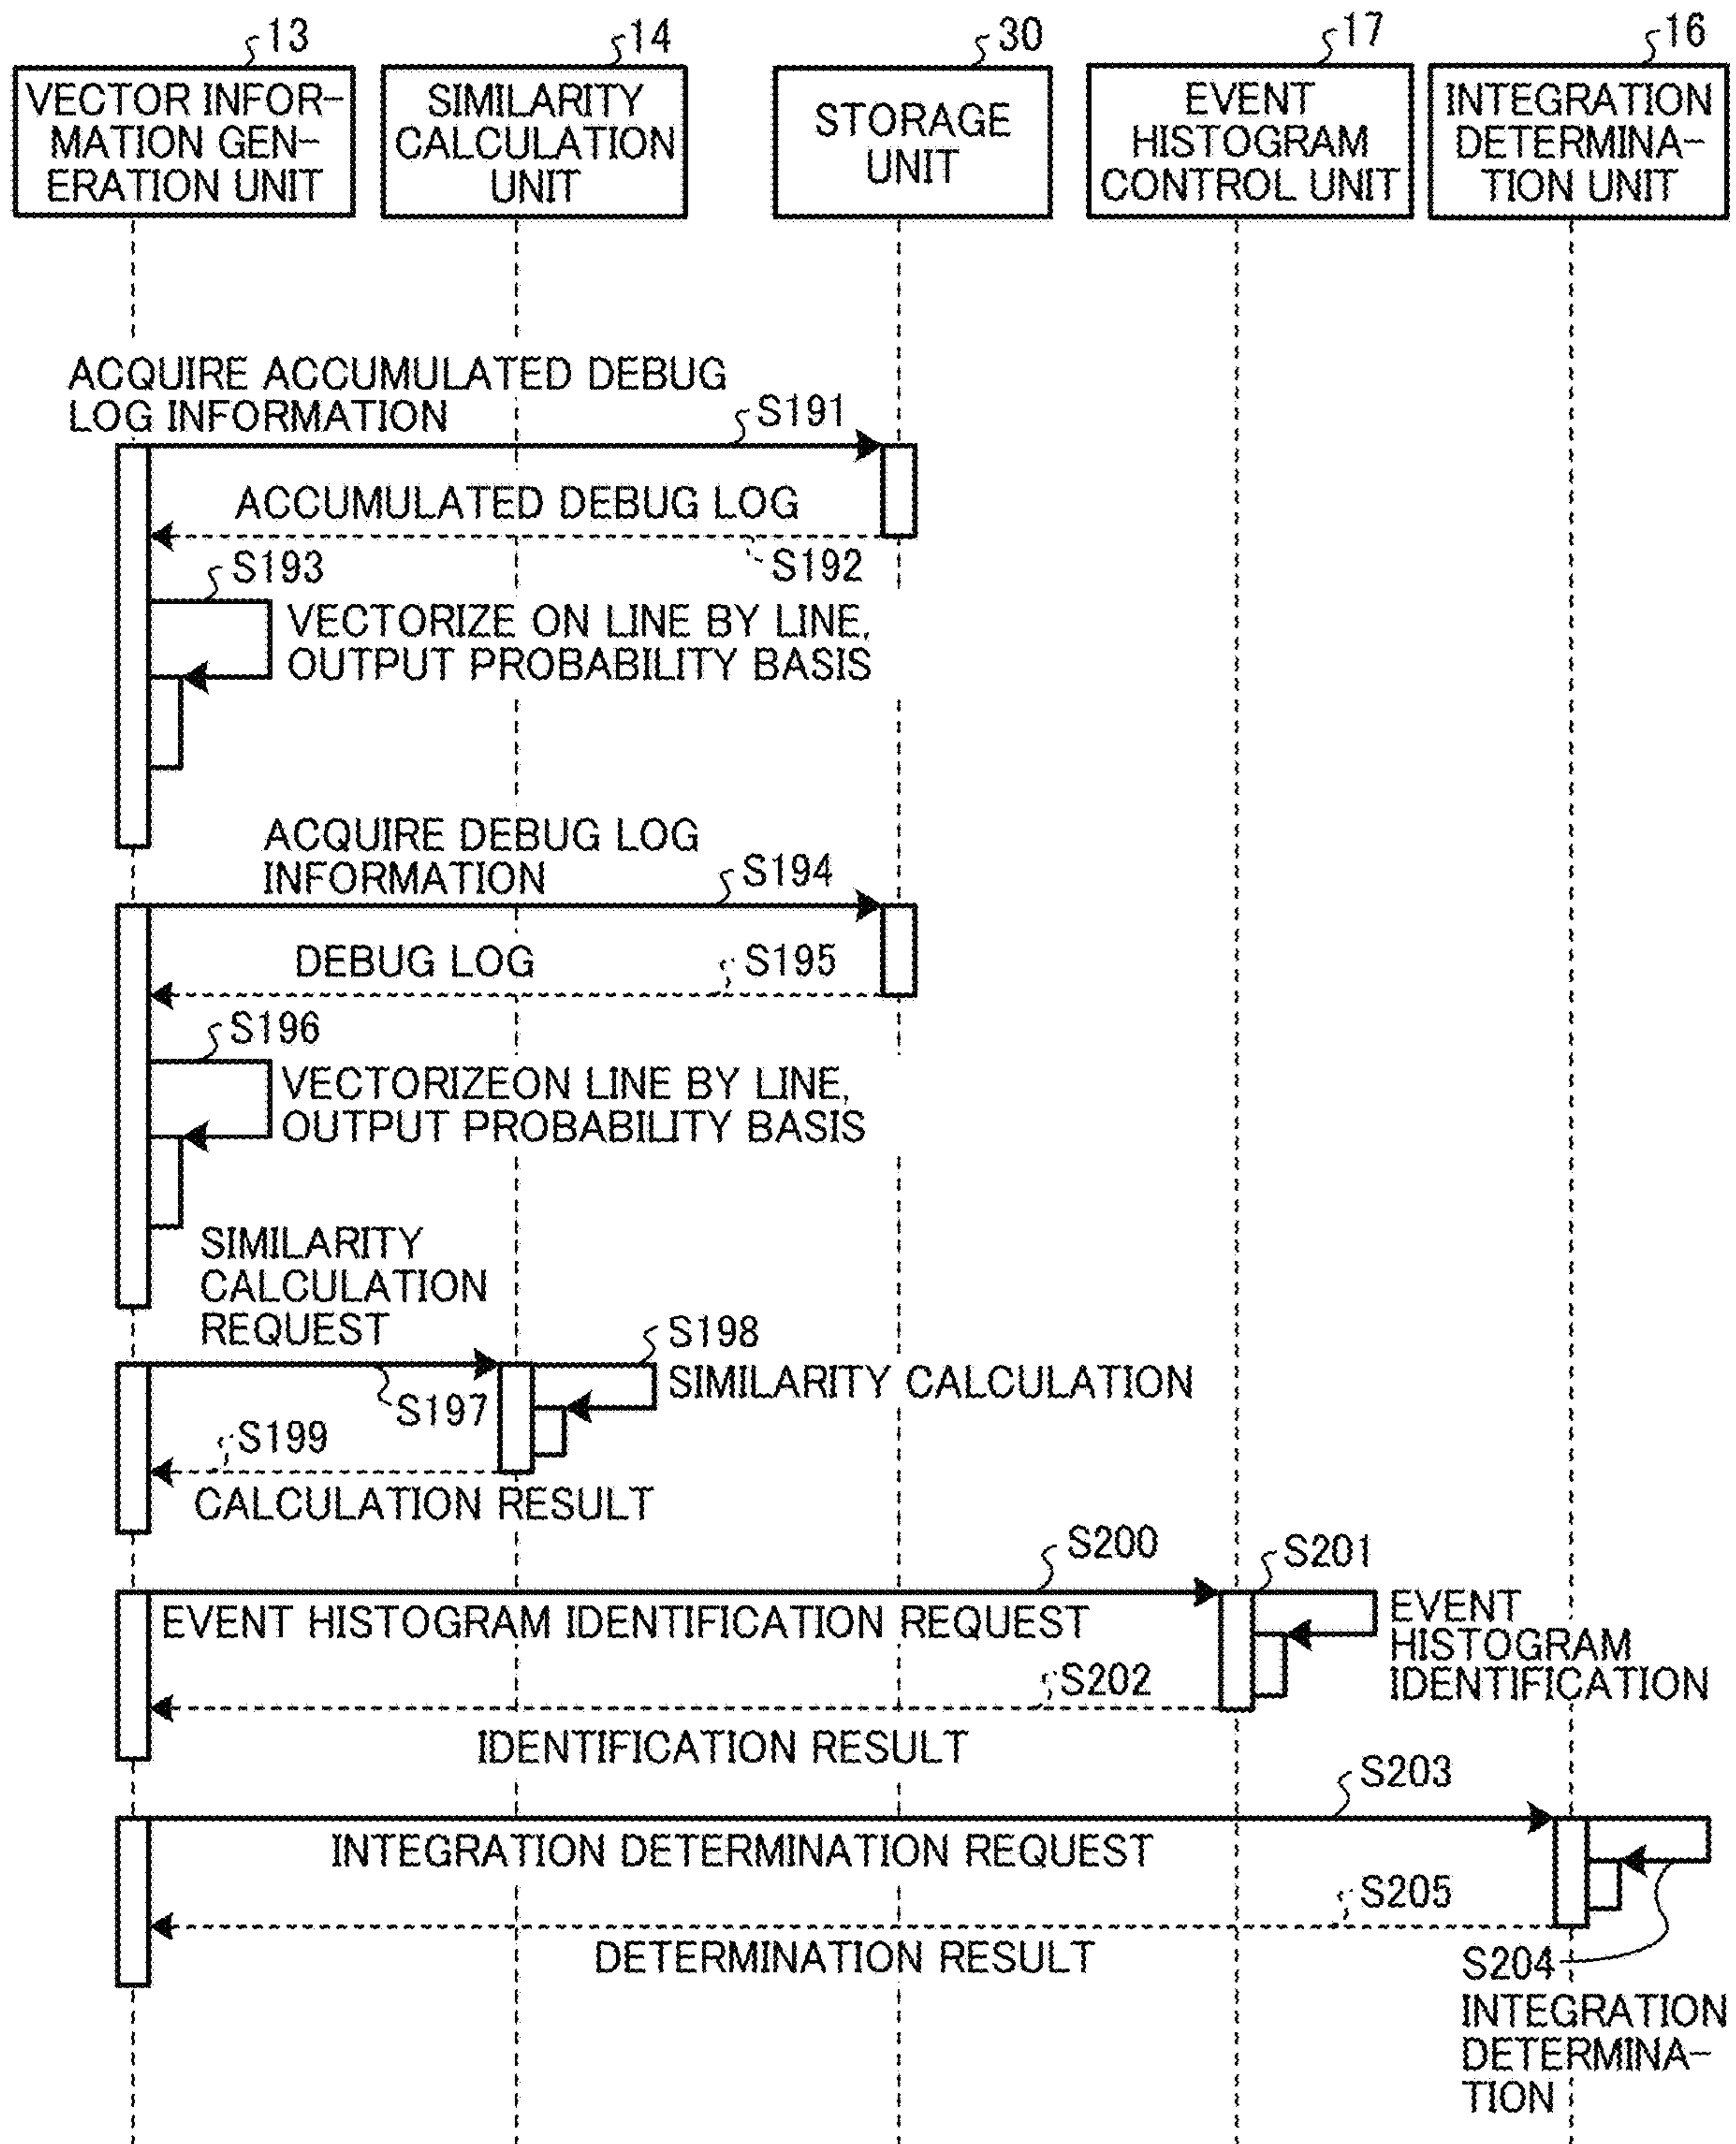 13
14
30
17
16
VECTOR INFOR-
MATION GEN-
ERATION UNIT
SIMILARITY
CALCULATION
UNIT
STORAGE
UNIT
EVENT
HISTOGRAM
CONTROL UNIT
INTEGRATION
DETERMINA-
TION UNIT
ACQUIRE ACCUMULATED DEBUG
LOG INFORMATION
S191
ACCUMULATED DEBUG LOG
S192
S193
VECTORIZE ON LINE BY LINE,
OUTPUT PROBABILITY BASIS
ACQUIRE DEBUG LOG
INFORMATION
S194
DEBUG LOG
S195
S196
VECTORIZEON LINE BY LINE,
OUTPUT PROBABILITY BASIS
SIMILARITY
CALCULATION
REQUEST
S198
SIMILARITY CALCULATION
S197
S199
CALCULATION RESULT
S200
S201
EVENT HISTOGRAM IDENTIFICATION REQUEST
EVENT
HISTOGRAM
IDENTIFICATION
S202
IDENTIFICATION RESULT
S203
INTEGRATION DETERMINATION REQUEST
S205
DETERMINATION RESULT
S204
INTEGRATION
DETERMINA-
TION